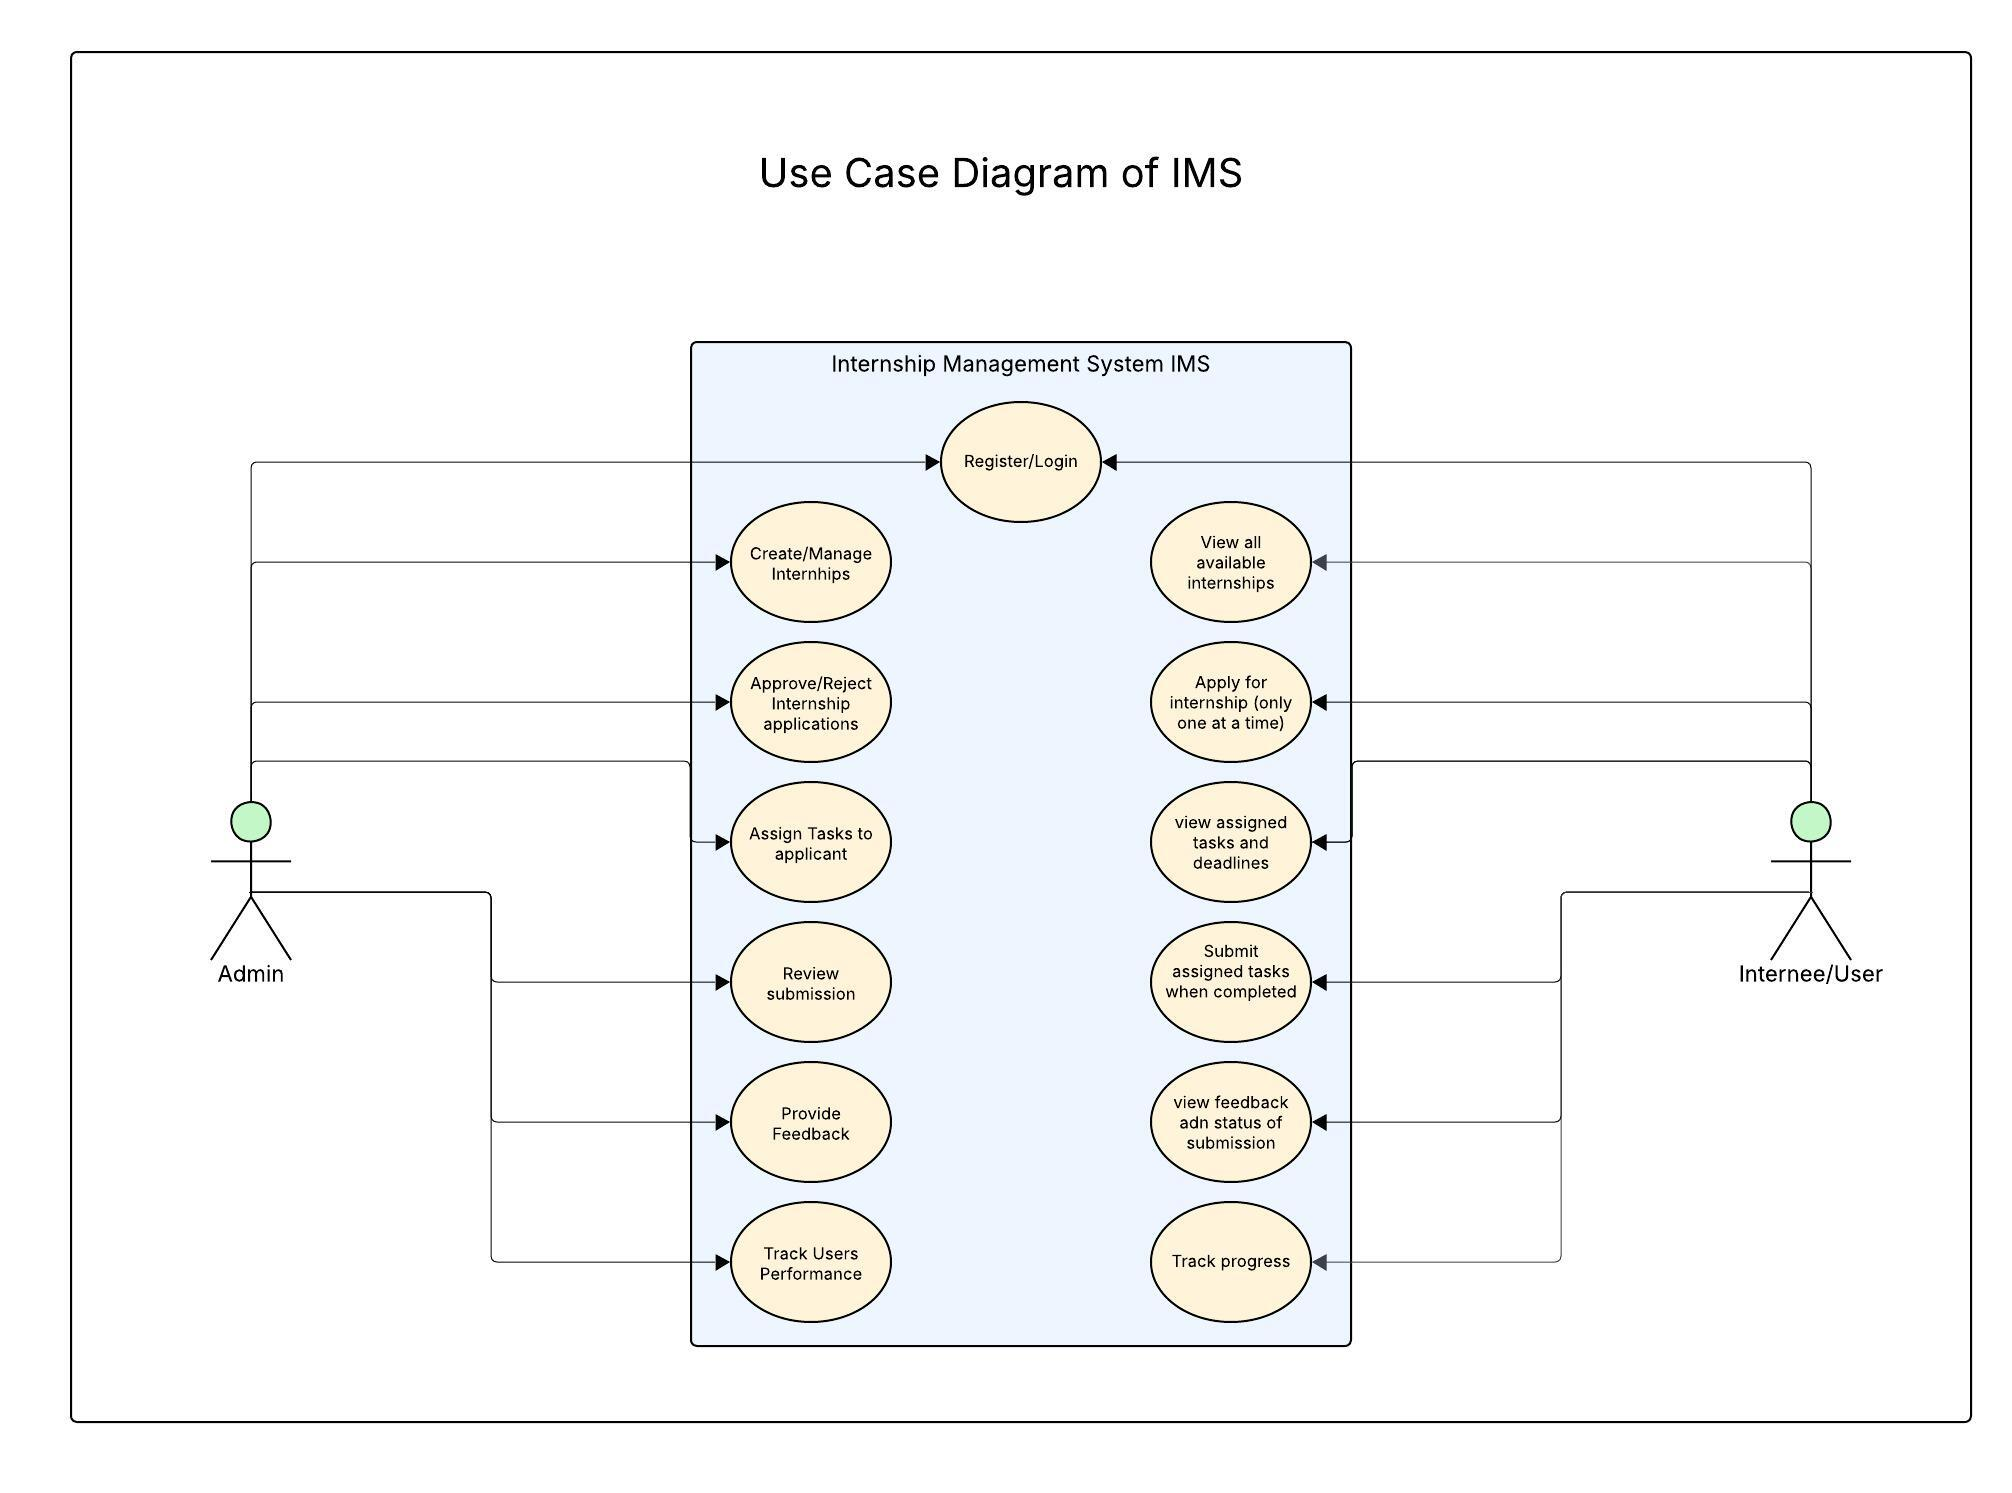 Use Case Diagram of IMS
Internship Management System IMS
Register/Login
Create/Manage
Internhips
View all
available
internships
Approve/Reject
Internship
applications
Apply for
internship (only
one at a time)
Assign Tasks to
applicant
view assigned
tasks and
deadlines
Admin
Internee/User
Review
submission
Submit
assigned tasks
when completed
Provide
Feedback
view feedback
adn status of
submission
Track Users
Performance
Track progress